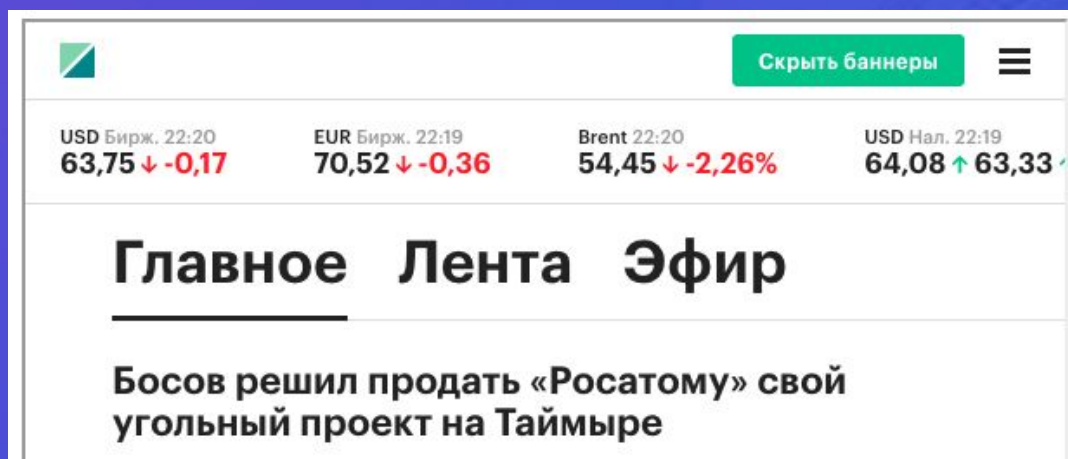 Скрыть баннеры
USD Бирж. 22:20 EUR Бирж. 22:19 Brent 22:20 USD Нал. 22:19
63,75 ↓ -0,17 70,52 ↓ -0,36 54,45 ↓ -2,26% 64,08 ↑ 63,33
Главное Лента Эфир
Босов решил продать «Росатому» свой
угольный проект на Таймыре